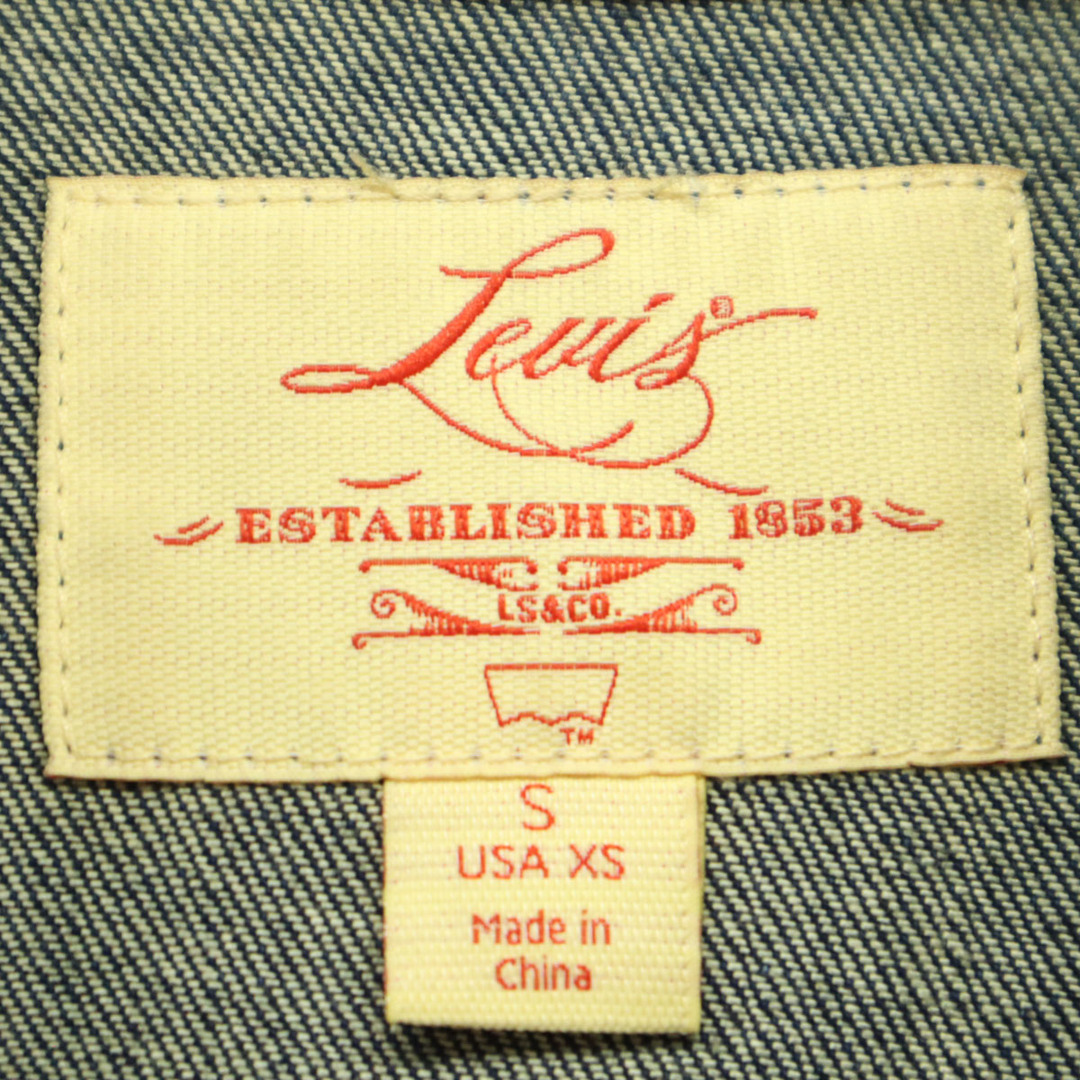 Levi's®
ESTABLISHED 1853
LS&CO.
TM
S
USA XS
Made in
China